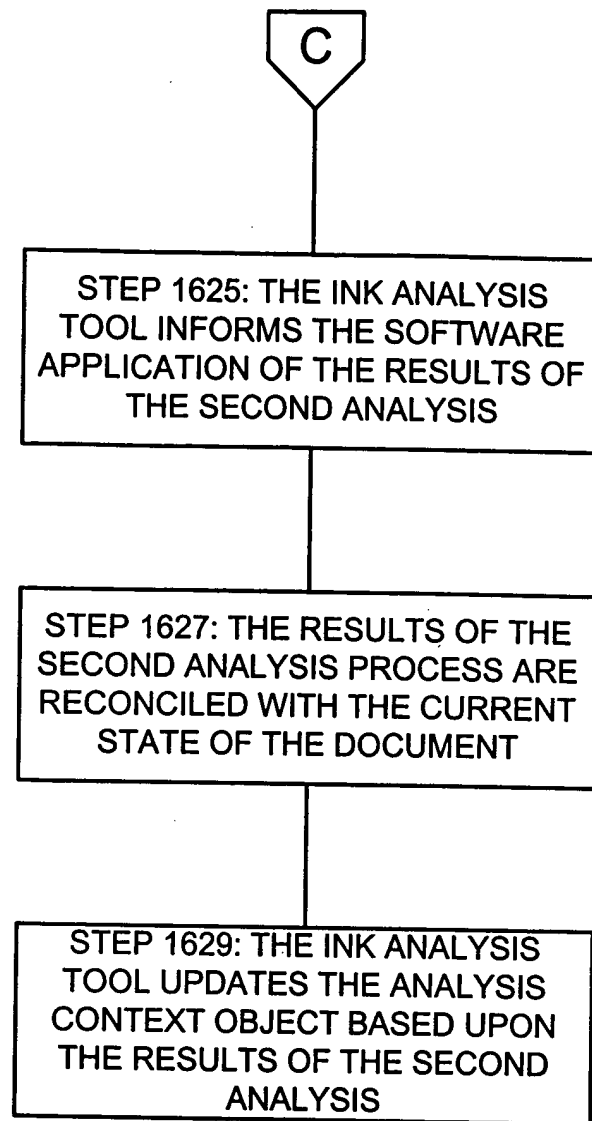 C
STEP 1625: THE INK ANALYSIS
TOOL INFORMS THE SOFTWARE
APPLICATION OF THE RESULTS OF
THE SECOND ANALYSIS
STEP 1627: THE RESULTS OF THE
SECOND ANALYSIS PROCESS ARE
RECONCILED WITH THE CURRENT
STATE OF THE DOCUMENT
STEP 1629: THE INK ANALYSIS
TOOL UPDATES THE ANALYSIS
CONTEXT OBJECT BASED UPON
THE RESULTS OF THE SECOND
ANALYSIS